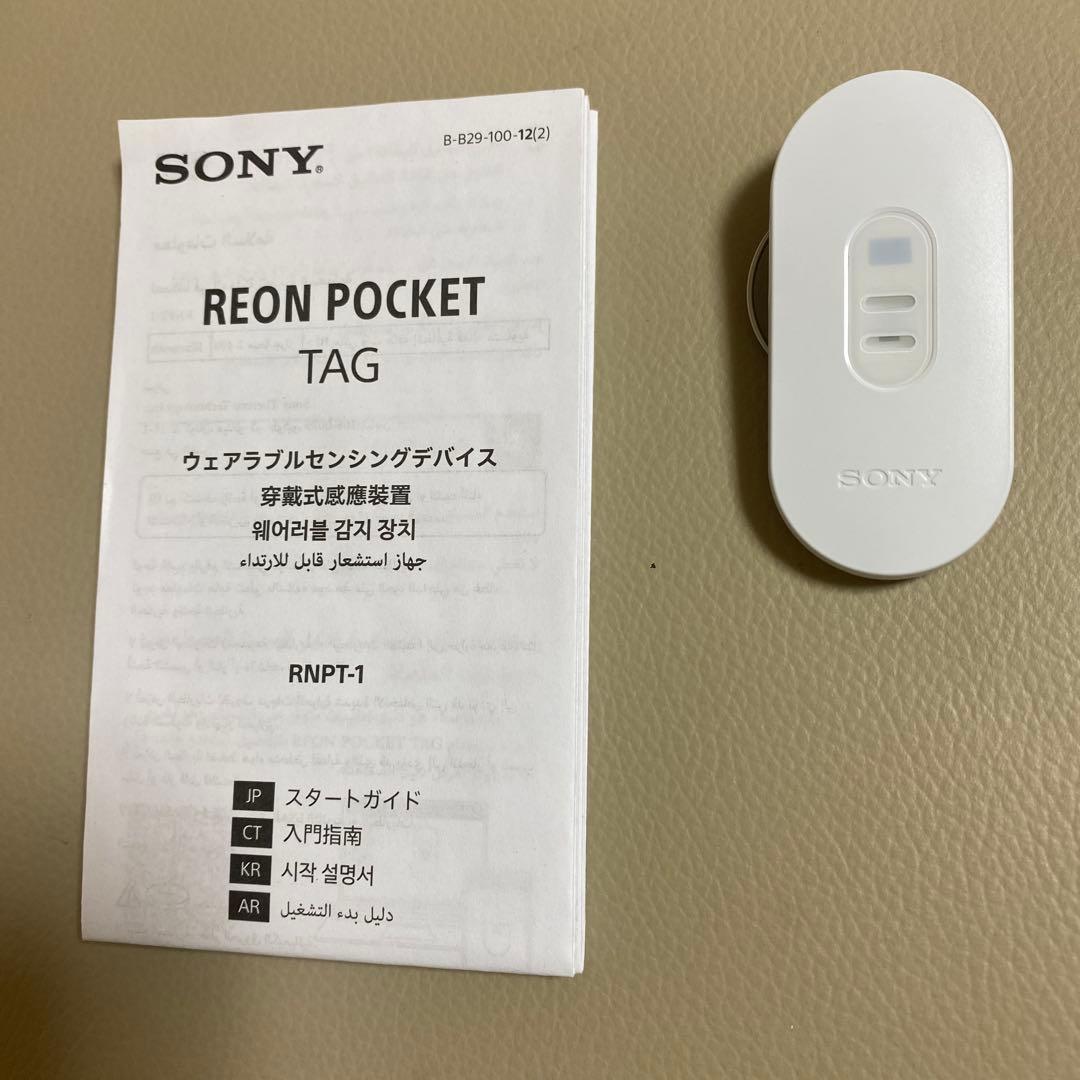 SONY®
B-B29-100-12(2)
REON POCKET
TAG
ウェアラブルセンシングデバイス
穿戴式感應裝置
웨어러블 감지 장치
جهاز استشعار قابل للارتداء
RNPT-1
JP スタートガイド
CT 入門指南
KR 시작 설명서
AR دليل بدء التشغيل
SONY